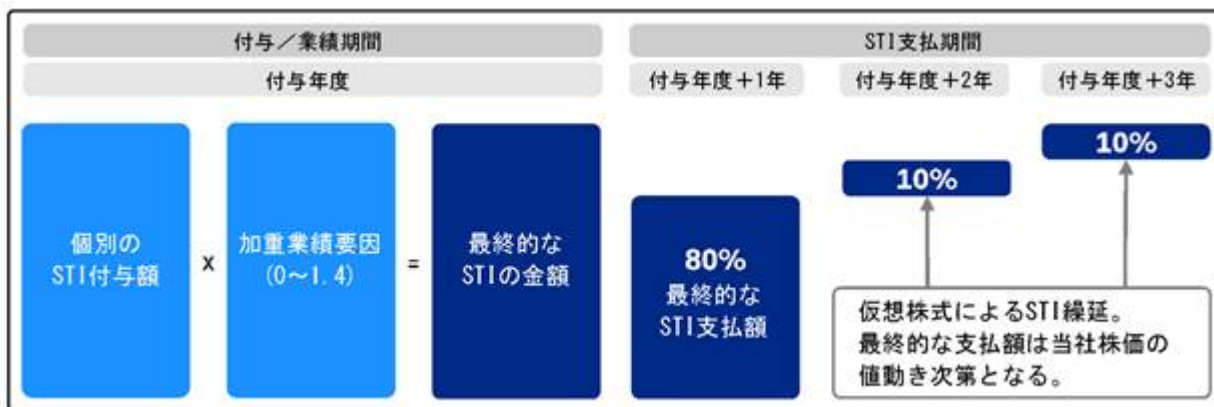 付与／業績期間
STI支払期間
付与年度
付与年度＋1年
付与年度＋2年
付与年度＋3年
個別の
STI付与額
x
加重業績要因
(0～1.4)
=
最終的な
STIの金額
80%
最終的な
STI支払額
10%
10%
仮想株式によるSTI繰延。
最終的な支払額は当社株価の
値動き次第となる。